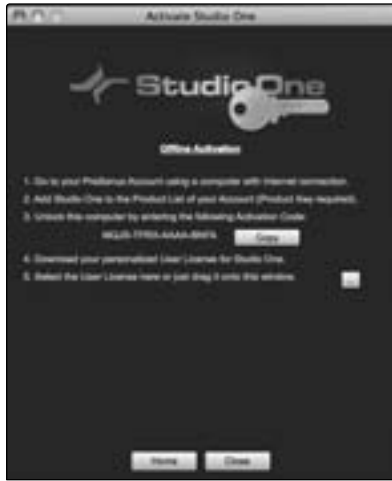 Activate Studio One
Studio One
Offline Activation
1. Go to your PreSonus Account using a computer with Internet connection.
2. Add Studio One to the Product List of your Account (Product Key required).
3. Unlock this computer by entering the following Activation Code:
Copy
4. Download your personalized User License for Studio One.
5. Select the User License here or just drag it onto this window.
Home Close